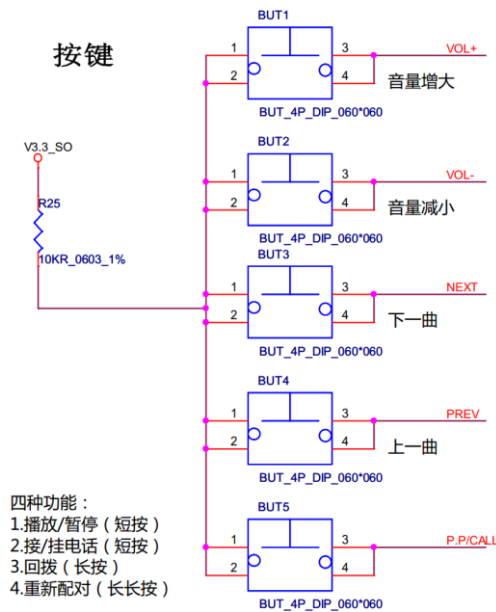 按键
V3.3_SO
R25
10KR_0603_1%
BUT1
1
2
3
4
VOL+
音量增大
BUT_4P_DIP_060*060
BUT2
1
2
3
4
VOL-
音量减小
BUT_4P_DIP_060*060
BUT3
1
2
3
4
NEXT
下一曲
BUT_4P_DIP_060*060
BUT4
1
2
3
4
PREV
上一曲
BUT_4P_DIP_060*060
BUT5
1
2
3
4
P.P/CALL
BUT_4P_DIP_060*060
四种功能：
1.播放/暂停（短按）
2.接/挂电话（短按）
3.回拨（长按）
4.重新配对（长长按）